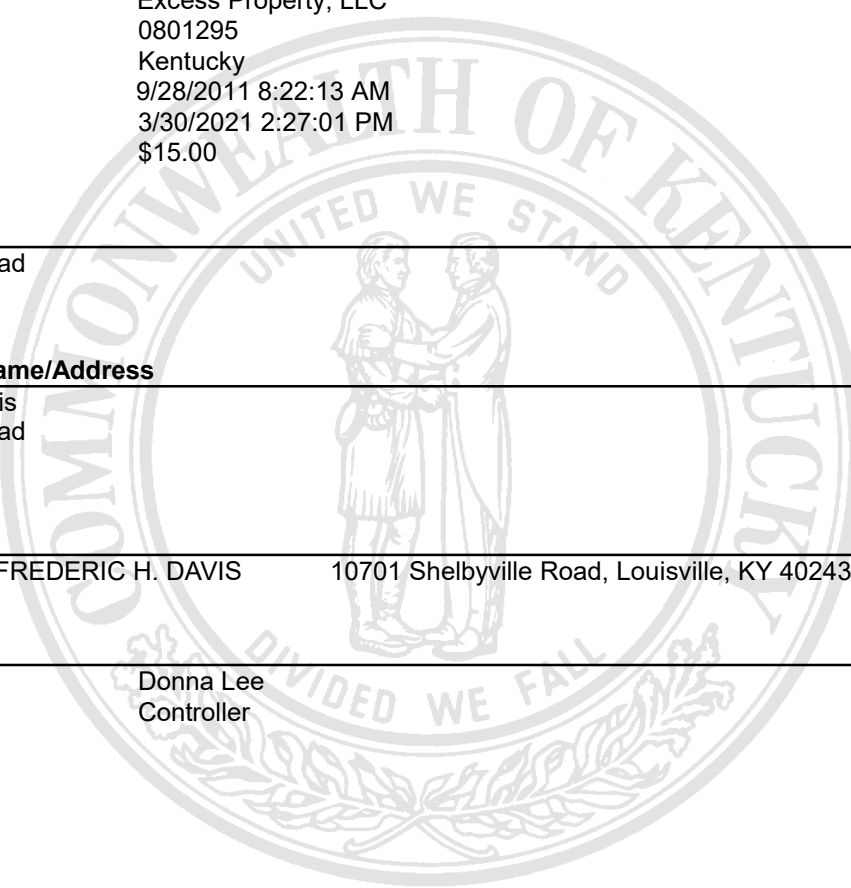 Excess Property, LLC
0801295
Kentucky
9/28/2011 8:22:13 AM
3/30/2021 2:27:01 PM
$15.00
ad
ame/Address
is
ad
FREDERIC H. DAVIS 10701 Shelbyville Road, Louisville, KY 40243
Donna Lee
Controller
COMMONWEALTH OF KENTUCKY
UNITED WE STAND
DIVIDED WE FALL